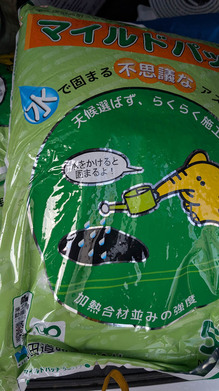 マイルドパッ
水で固まる不思議なア
天候選ばず、らくらく施
水をかけると
固まるよ！
加熱合材並みの強度